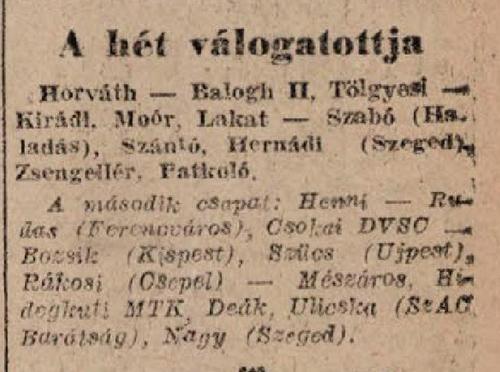 A hét válogatottja
Horváth — Balogh II, Tölgyesi —
Kirádi, Moór, Lakat — Szabó (Ha-
ladás), Szántó, Hernádi (Szeged),
Zsengellér, Patkoló.
A második csapat: Henni — Ru-
das (Ferencváros), Csokai DVSC —
Bozsik (Kispest), Szücs (Ujpest),
Rákosi (Csepel) — Mészáros, Hi-
degkuti MTK, Deák, Ulicska (SzAC
Barátság), Nagy (Szeged).